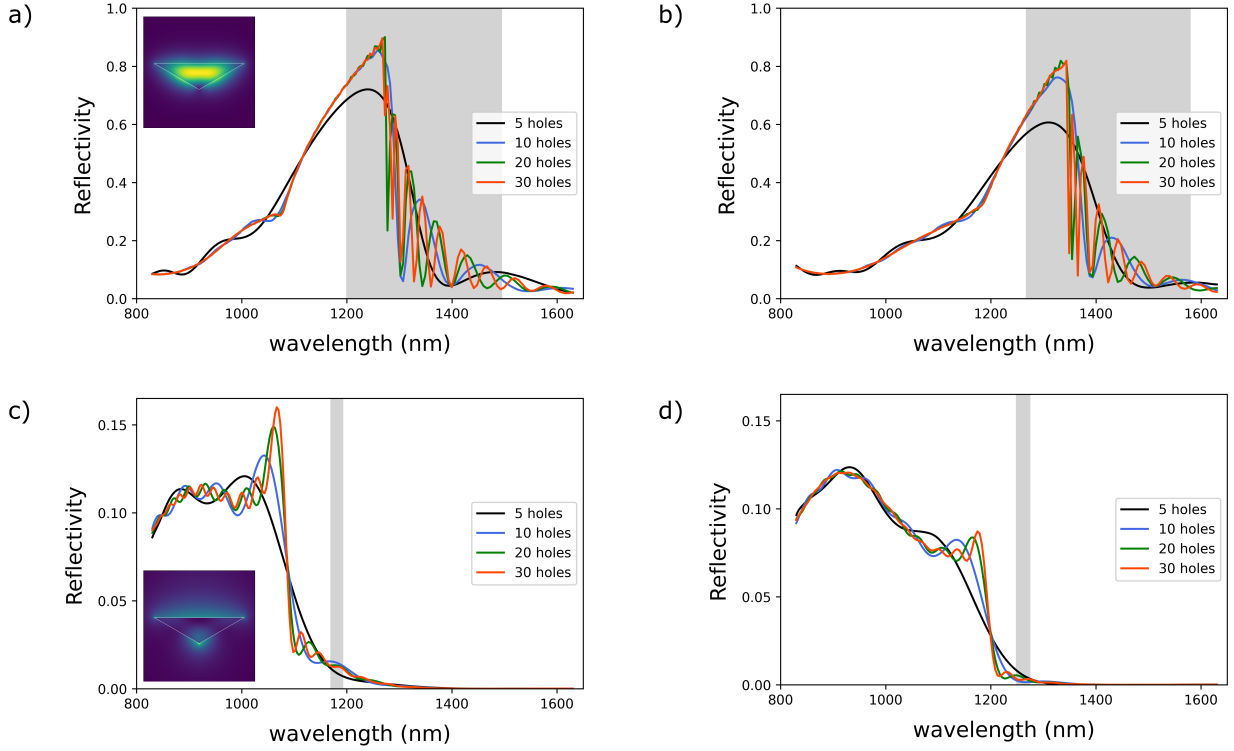 a)
1.0
0.8
0.6
0.4
0.2
0.0
Reflectivity
800
1000
1200
1400
1600
wavelength (nm)
5 holes
10 holes
20 holes
30 holes
b)
1.0
0.8
0.6
0.4
0.2
0.0
Reflectivity
800
1000
1200
1400
1600
wavelength (nm)
5 holes
10 holes
20 holes
30 holes
c)
0.15
0.10
0.05
0.00
Reflectivity
800
1000
1200
1400
1600
wavelength (nm)
5 holes
10 holes
20 holes
30 holes
d)
0.15
0.10
0.05
0.00
Reflectivity
800
1000
1200
1400
1600
wavelength (nm)
5 holes
10 holes
20 holes
30 holes